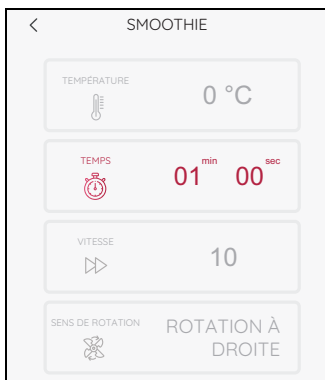 SMOOTHIE
TEMPÉRATURE
0 °C
TEMPS
01 min 00 sec
VITESSE
10
SENS DE ROTATION
ROTATION À
DROITE